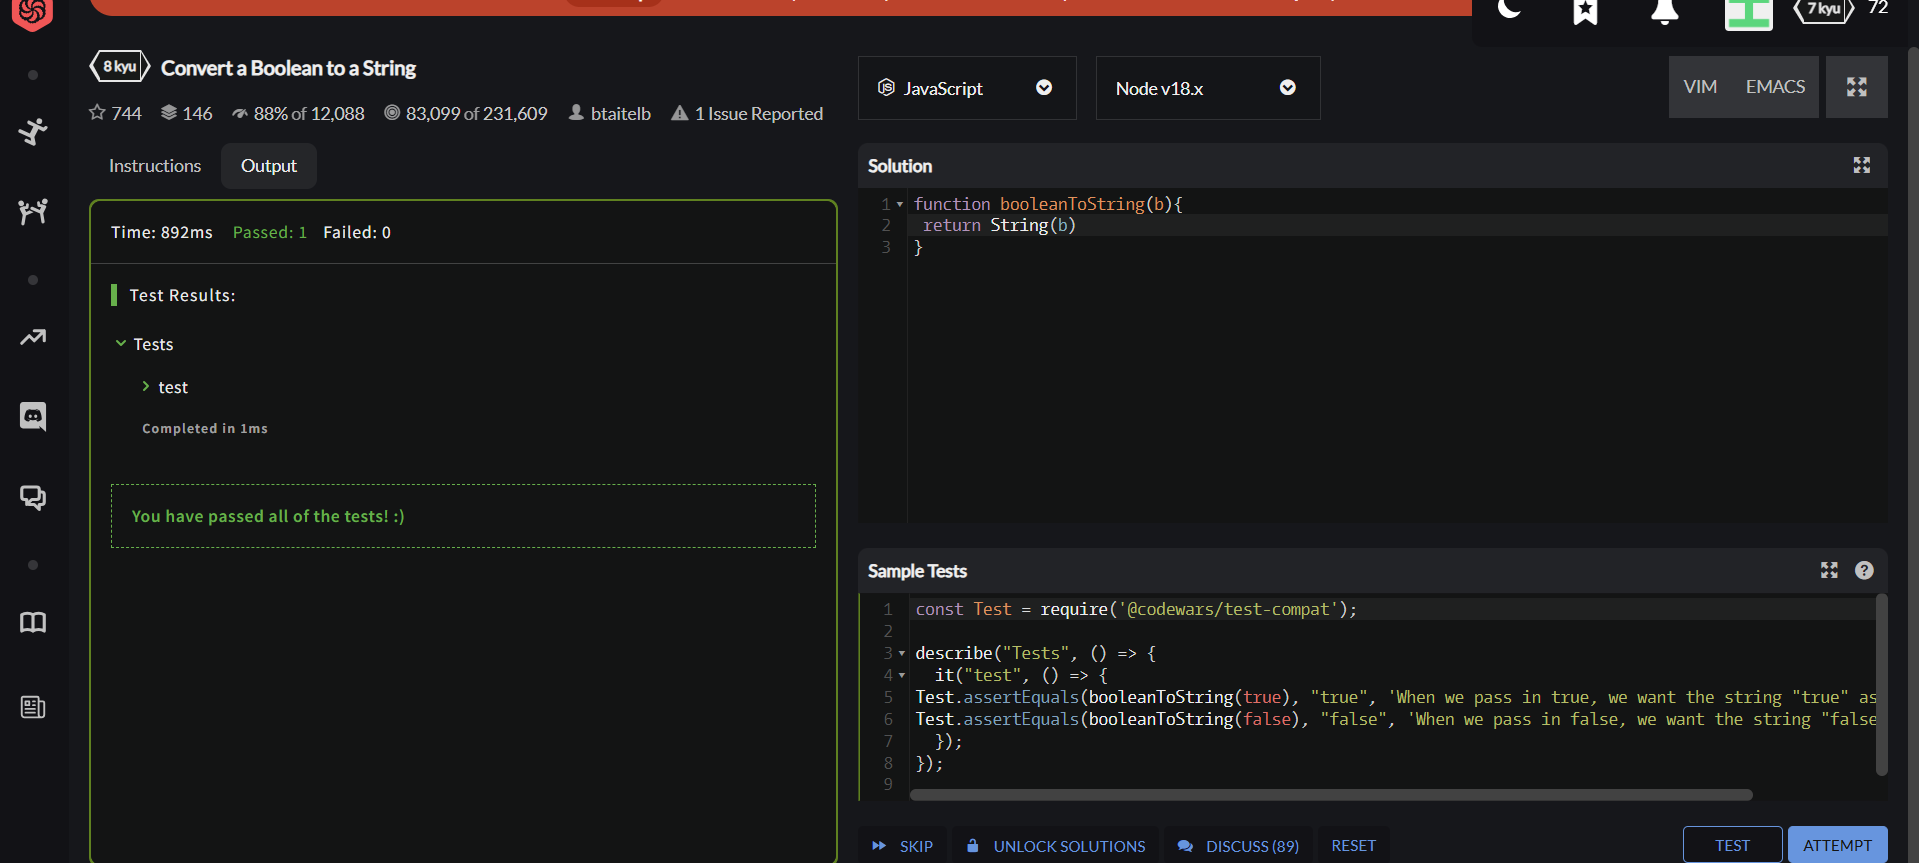 7 kyu 72
8 kyu Convert a Boolean to a String
744 146 88% of 12,088 83,099 of 231,609 btaitelb 1 Issue Reported
Instructions Output
Time: 892ms Passed: 1 Failed: 0
Test Results:
Tests
test
Completed in 1ms
You have passed all of the tests! :)
JavaScript Node v18.x VIM EMACS
Solution
1 function booleanToString(b){
2 return String(b)
3 }
Sample Tests
1 const Test = require('@codewars/test-compat');
2
3 describe("Tests", () => {
4 it("test", () => {
5 Test.assertEquals(booleanToString(true), "true", 'When we pass in true, we want the string "true" as
6 Test.assertEquals(booleanToString(false), "false", 'When we pass in false, we want the string "false
7 });
8 });
9
SKIP UNLOCK SOLUTIONS DISCUSS (89) RESET TEST ATTEMPT